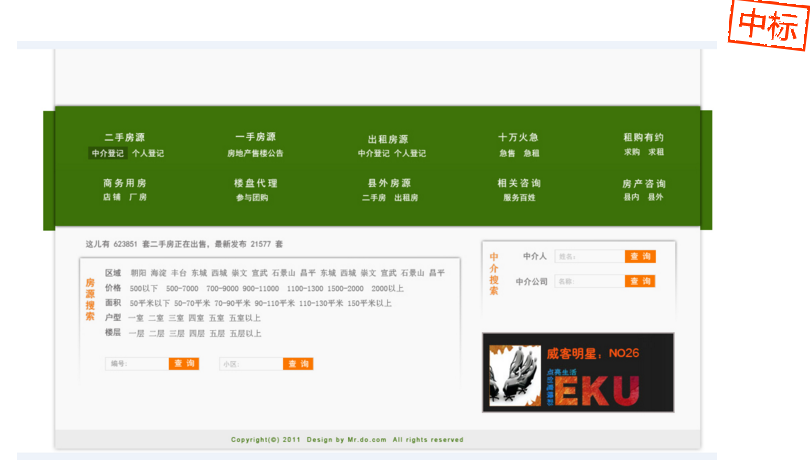 中标
二手房源 一手房源 出租房源 十万火急 租购有约
中介登记 个人登记 房地产售楼公告 中介登记 个人登记 急售 急租 求购 求租
商务用房 楼盘代理 县外房源 相关咨询 房产咨询
店铺 厂房 参与团购 二手房 出租房 服务百姓 县内 县外
这儿有 623851 套二手房正在出售，最新发布 21577 套
房源搜索
区域 朝阳 海淀 丰台 东城 西城 崇文 宣武 石景山 昌平 东城 西城 崇文 宣武 石景山 昌平
价格 500以下 500-7000 700-9000 900-11000 1100-1300 1500-2000 2000以上
面积 50平米以下 50-70平米 70-90平米 90-110平米 110-130平米 150平米以上
户型 一室 二室 三室 四室 五室 五室以上
楼层 一层 二层 三层 四层 五层 五层以上
编号: 查 询 小区: 查 询
中介搜索
中介人 姓名: 查 询
中介公司 名称: 查 询
威客明星：NO26
点亮生活
EKU
Copyright(©) 2011 Design by Mr.do.com All rights reserved